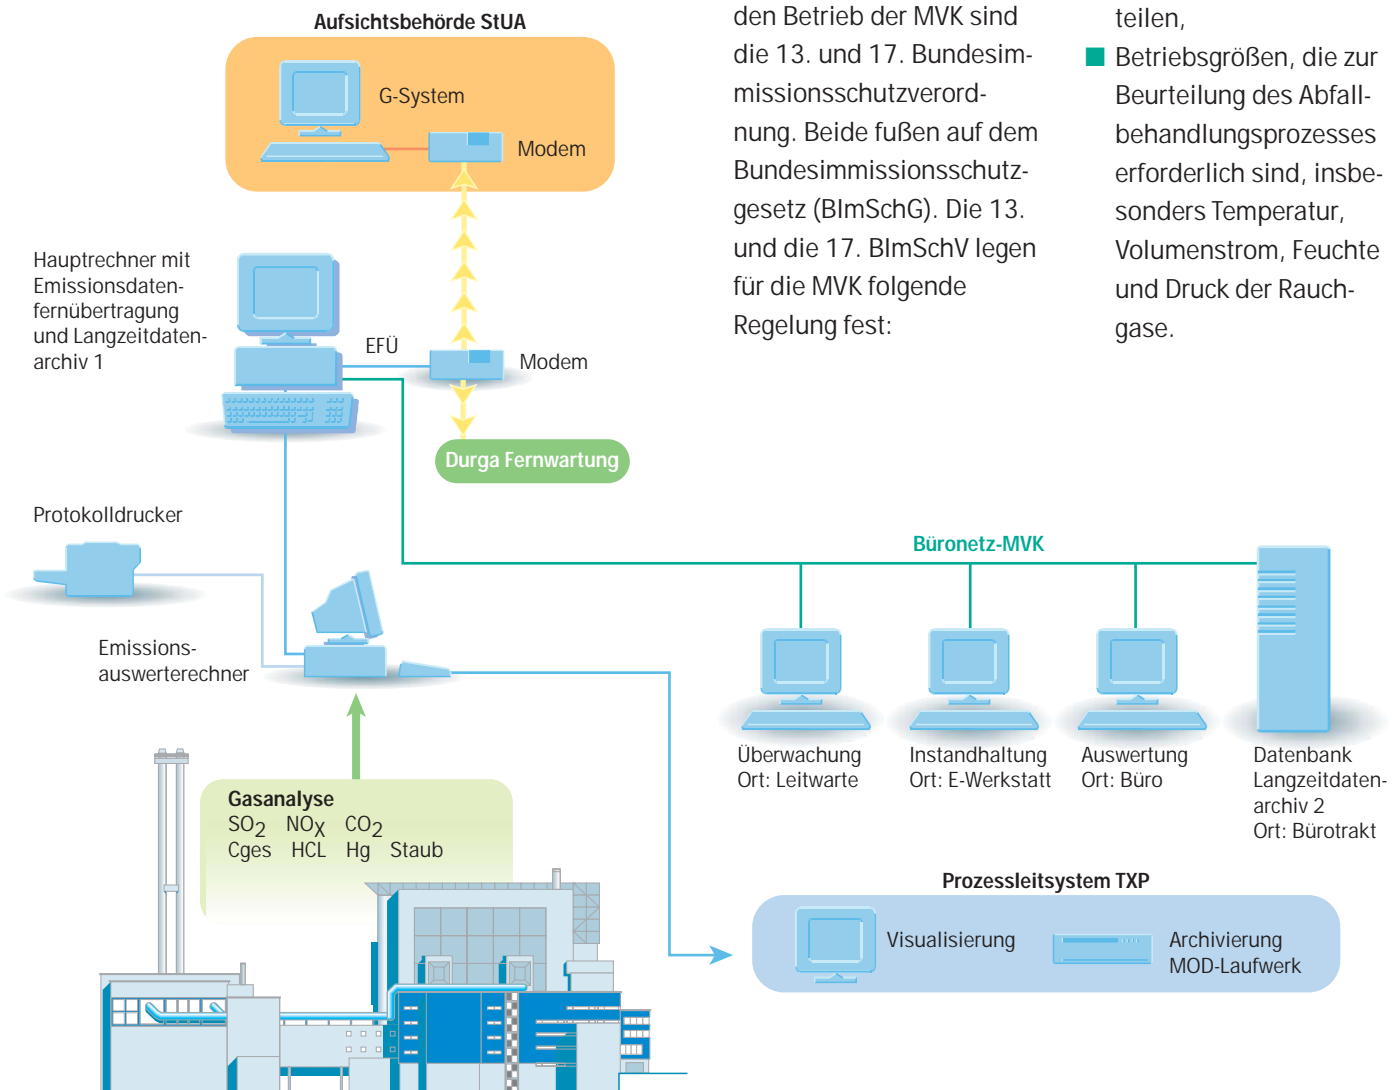 Aufsichtsbehörde StUA
G-System
Modem
Hauptrechner mit
Emissionsdaten-
fernübertragung
und Langzeitdaten-
archiv 1
EFÜ
Modem
Durga Fernwartung
Protokolldrucker
Emissions-
auswerterechner
Gasanalyse
SO2 NOX CO2
Cges HCL Hg Staub
den Betrieb der MVK sind
die 13. und 17. Bundesim-
missionsschutzverord-
nung. Beide fußen auf dem
Bundesimmissionsschutz-
gesetz (BImSchG). Die 13.
und die 17. BImSchV legen
für die MVK folgende
Regelung fest:
teilen,
■ Betriebsgrößen, die zur
Beurteilung des Abfall-
behandlungsprozesses
erforderlich sind, insbe-
sonders Temperatur,
Volumenstrom, Feuchte
und Druck der Rauch-
gase.
Büronetz-MVK
Überwachung
Ort: Leitwarte
Instandhaltung
Ort: E-Werkstatt
Auswertung
Ort: Büro
Datenbank
Langzeitdaten-
archiv 2
Ort: Bürotrakt
Prozessleitsystem TXP
Visualisierung
Archivierung
MOD-Laufwerk